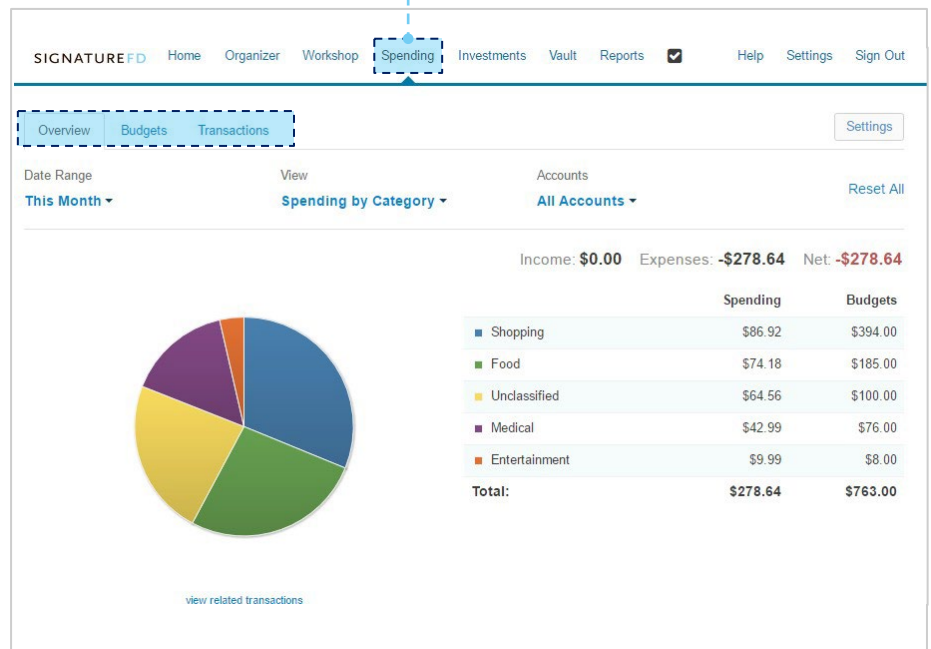 SIGNATUREFD Home Organizer Workshop Spending Investments Vault Reports Help Settings Sign Out
Overview Budgets Transactions Settings
Date Range View Accounts
This Month Spending by Category All Accounts Reset All
Income: $0.00 Expenses: -$278.64 Net: -$278.64
Spending Budgets
Shopping $86.92 $394.00
Food $74.18 $185.00
Unclassified $64.56 $100.00
Medical $42.99 $76.00
Entertainment $9.99 $8.00
Total: $278.64 $763.00
view related transactions